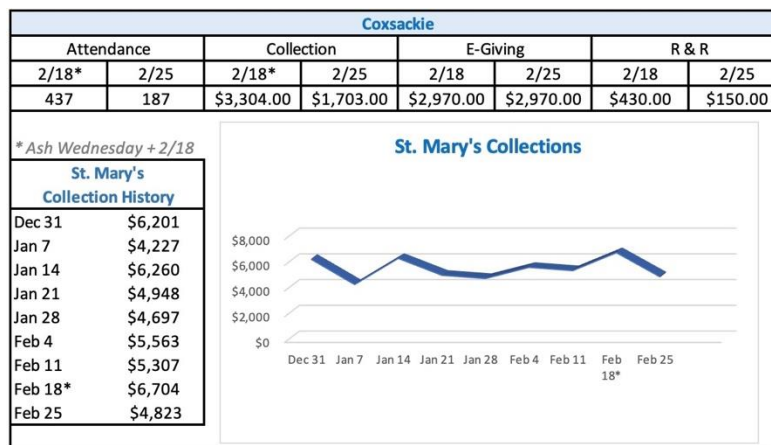 Coxsackie
Attendance Collection E-Giving R & R
2/18* 2/25 2/18* 2/25 2/18 2/25 2/18 2/25
437 187 $3,304.00 $1,703.00 $2,970.00 $2,970.00 $430.00 $150.00
* Ash Wednesday + 2/18
St. Mary's
Collection History
Dec 31 $6,201
Jan 7 $4,227
Jan 14 $6,260
Jan 21 $4,948
Jan 28 $4,697
Feb 4 $5,563
Feb 11 $5,307
Feb 18* $6,704
Feb 25 $4,823
St. Mary's Collections
$8,000
$6,000
$4,000
$2,000
$0
Dec 31 Jan 7 Jan 14 Jan 21 Jan 28 Feb 4 Feb 11 Feb Feb 25
18*